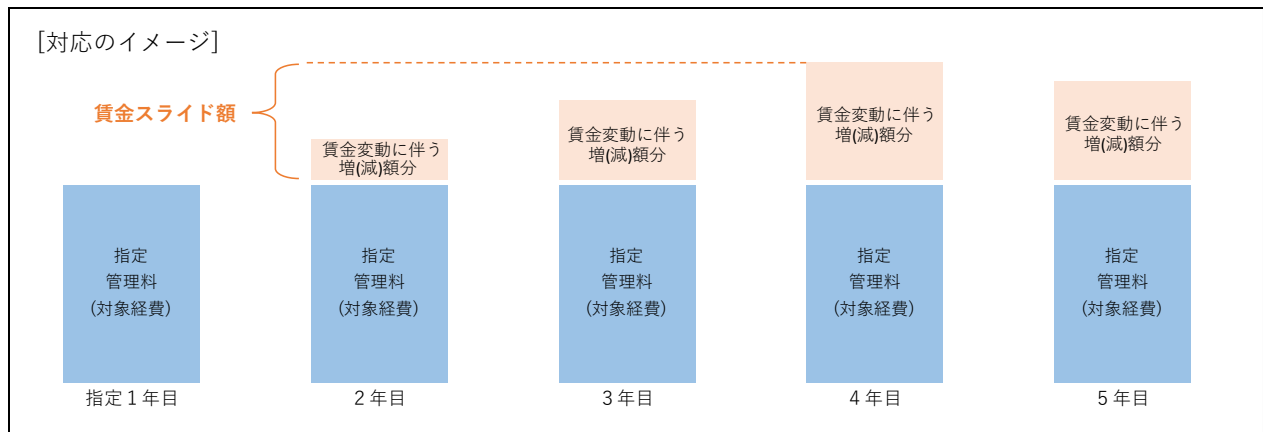 [対応のイメージ]
賃金スライド額
賃金変動に伴う
増(減)額分
賃金変動に伴う
増(減)額分
賃金変動に伴う
増(減)額分
賃金変動に伴う
増(減)額分
指定
管理料
(対象経費)
指定
管理料
(対象経費)
指定
管理料
(対象経費)
指定
管理料
(対象経費)
指定
管理料
(対象経費)
指定1年目
2年目
3年目
4年目
5年目